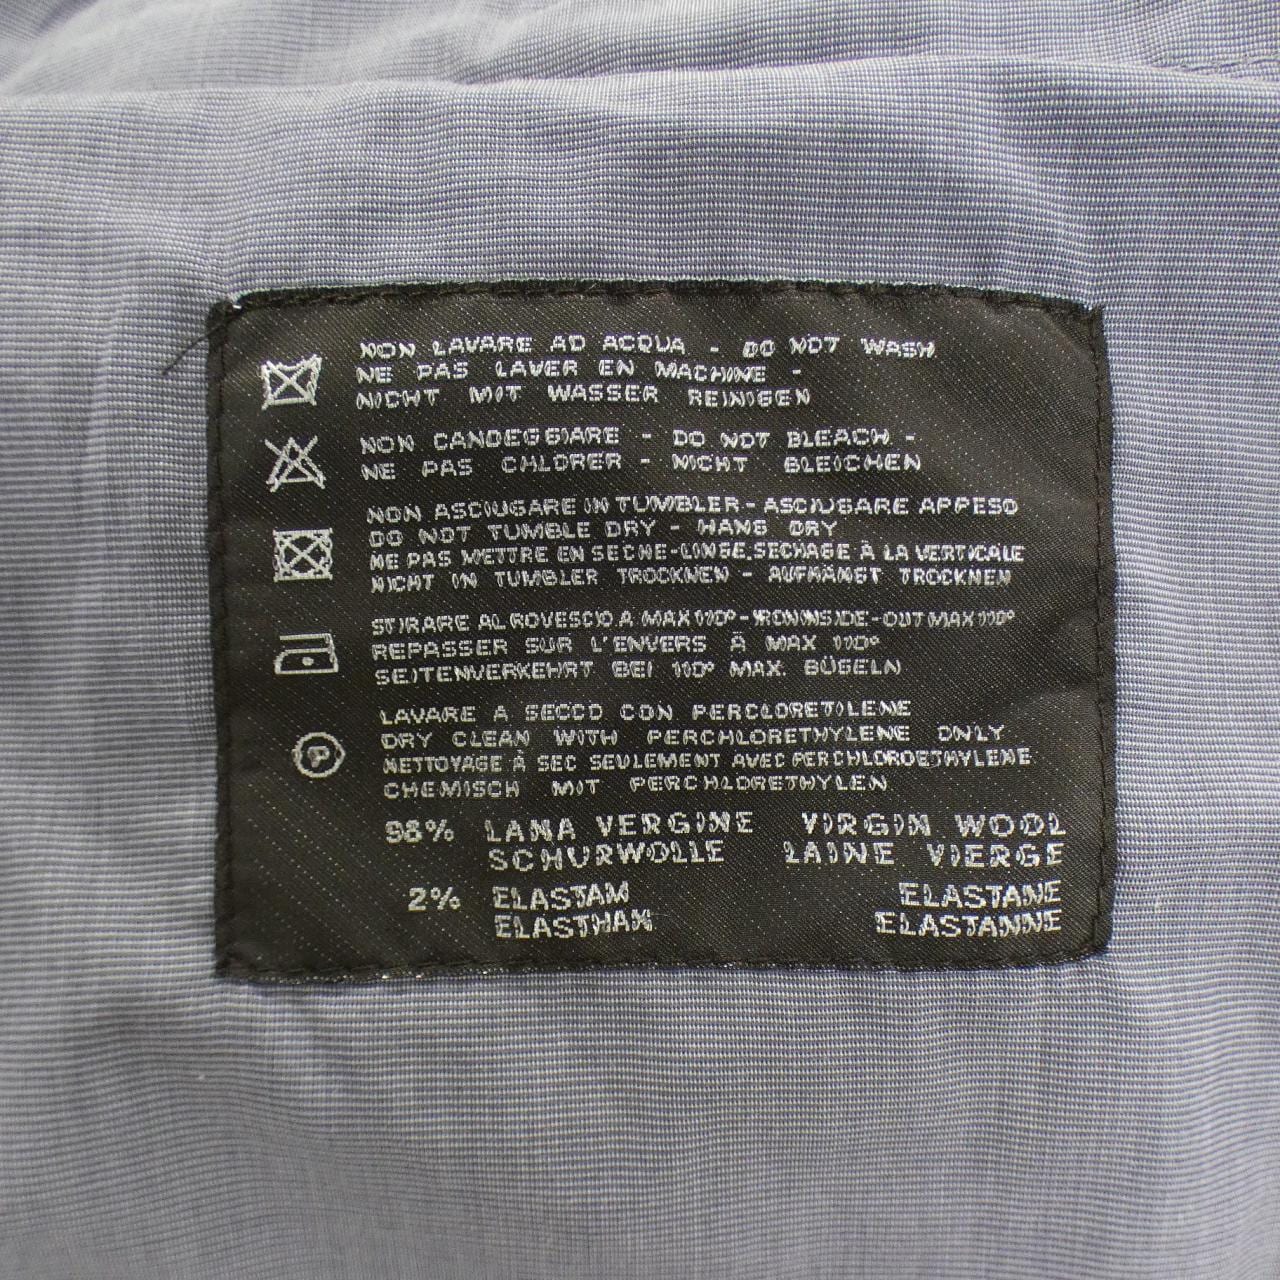 NON LAVARE AD ACQUA - DO NOT WASH
NE PAS LAVER EN MACHINE -
NICHT MIT WASSER REINIGEN
NON CANDEGGIARE - DO NOT BLEACH -
NE PAS CHLORER - NICHT BLEICHEN
NON ASCIUGARE IN TUMBLER - ASCIUGARE APPESO
DO NOT TUMBLE DRY - HANG DRY
NE PAS METTRE EN SECHE-LINGE, SECHAGE À LA VERTICALE
NICHT IN TUMBLER TROCKNEN - AUFHÄNGT TROCKNEN
STIRARE AL ROVESCIO A MAX 110° - IRON INSIDE-OUT MAX 110°
REPASSER SUR L'ENVERS À MAX 110°
SEITENVERKEHRT BEI 110° MAX. BÜGELN
LAVARE A SECCO CON PERCLORETILENE
P DRY CLEAN WITH PERCHLORETHYLENE ONLY
NETTOYAGE À SEC SEULEMENT AVEC PERCHLOROETHYLENE
CHEMISCH MIT PERCHLORETHYLEN
98% LANA VERGINE VIRGIN WOOL
SCHURWOLLE LAINE VIERGE
2% ELASTAM ELASTANE
ELASTHAN ELASTANNE